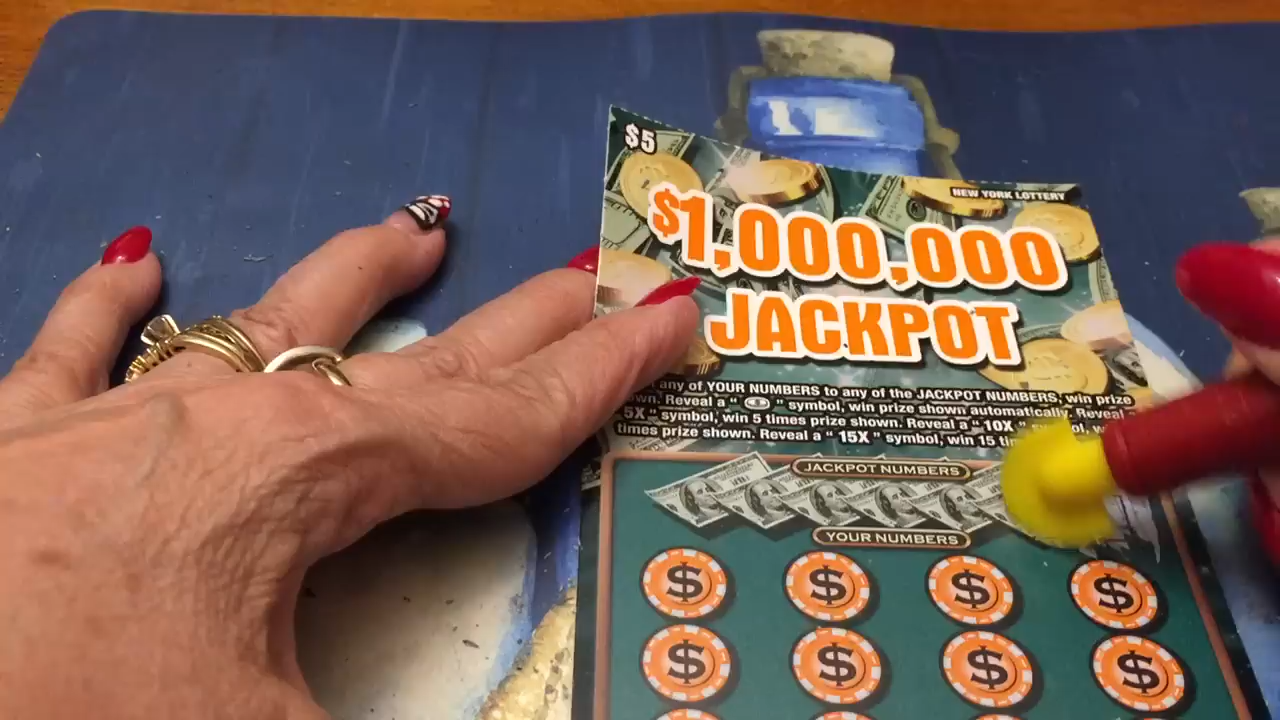 $5
NEW YORK LOTTERY
$1,000,000
JACKPOT
any of YOUR NUMBERS to any of the JACKPOT NUMBERS, win prize
Reveal a " " symbol, win prize shown automatically. Reveal
5X" symbol, win 5 times prize shown. Reveal a "10X"
times prize shown. Reveal a "15X" symbol, win 15
JACKPOT NUMBERS
YOUR NUMBERS
$ $ $ $
$ $ $ $